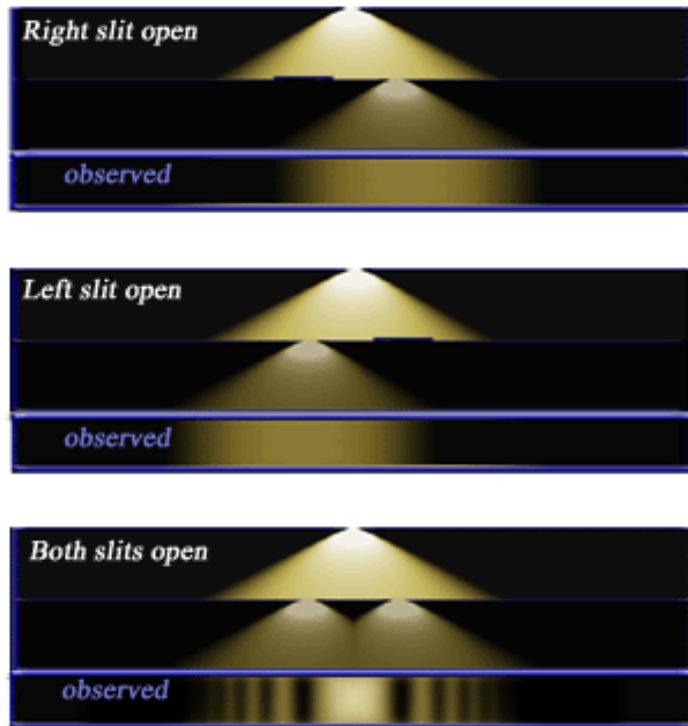 Right slit open
observed
Left slit open
observed
Both slits open
observed